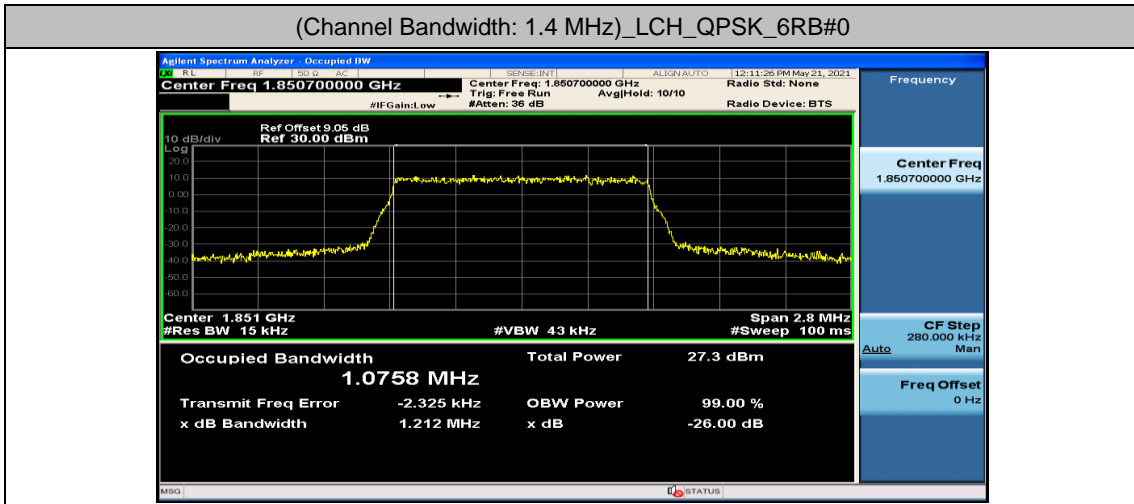 (Channel Bandwidth: 1.4 MHz)_LCH_QPSK_6RB#0
Agilent Spectrum Analyzer - Occupied BW
LXI RL RF 50 Ω AC SENSE:INT ALIGN AUTO 12:11:26 PM May 21, 2021
Center Freq 1.850700000 GHz
Center Freq: 1.850700000 GHz
Radio Std: None
Trig: Free Run Avg|Hold: 10/10
#IFGain:Low #Atten: 36 dB Radio Device: BTS
Ref Offset 9.05 dB
10 dB/div Ref 30.00 dBm
Log
20.0
10.0
0.00
-10.0
-20.0
-30.0
-40.0
-50.0
-60.0
Center 1.851 GHz Span 2.8 MHz
#Res BW 15 kHz #VBW 43 kHz #Sweep 100 ms
Occupied Bandwidth Total Power 27.3 dBm
1.0758 MHz
Transmit Freq Error -2.325 kHz OBW Power 99.00 %
x dB Bandwidth 1.212 MHz x dB -26.00 dB
MSG STATUS
Frequency
Center Freq
1.850700000 GHz
CF Step
280.000 kHz
Auto Man
Freq Offset
0 Hz